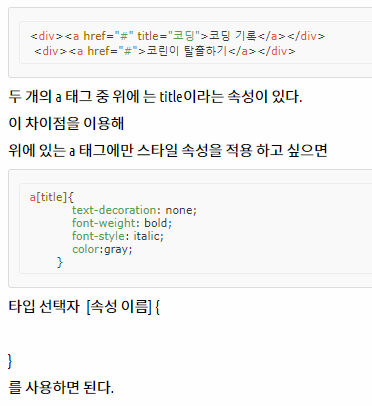 <div><a href="#" title="코딩">코딩 기록</a></div>
<div><a href="#">코린이 탈출하기</a></div>
두 개의 a 태그 중 위에 는 title이라는 속성이 있다.
이 차이점을 이용해
위에 있는 a 태그에만 스타일 속성을 적용 하고 싶으면
a[title]{
text-decoration: none;
font-weight: bold;
font-style: italic;
color:gray;
}
타입 선택자  [속성 이름] {
}
를 사용하면 된다.